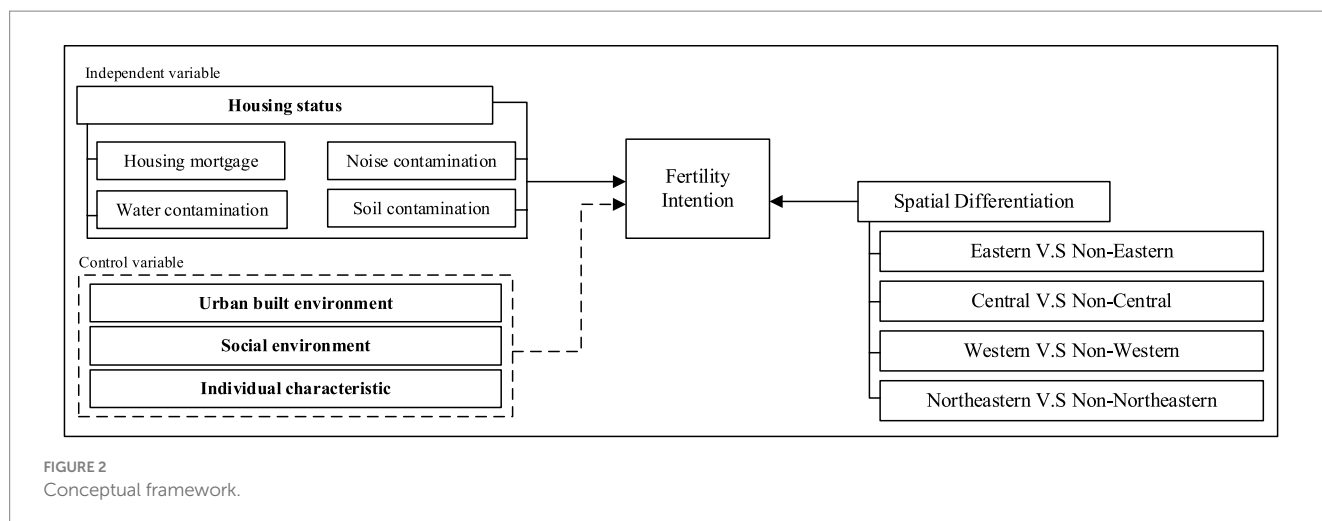 Independent variable
Housing status
Housing mortgage
Noise contamination
Water contamination
Soil contamination
Control variable
Urban built environment
Social environment
Individual characteristic
Fertility
Intention
Spatial Differentiation
Eastern V.S Non-Eastern
Central V.S Non-Central
Western V.S Non-Western
Northeastern V.S Non-Northeastern
FIGURE 2
Conceptual framework.